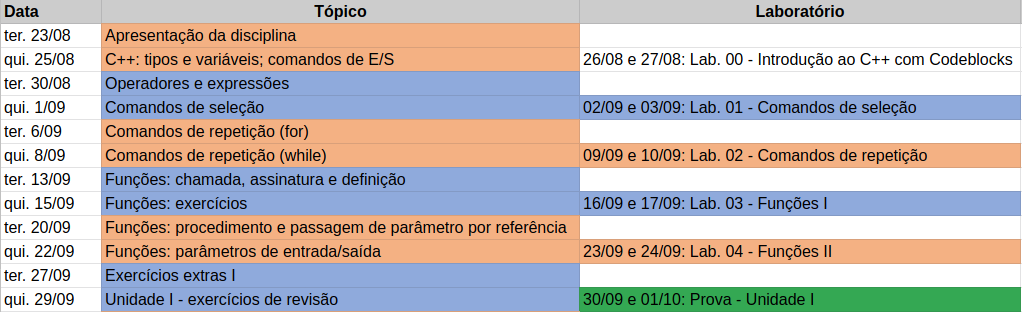 Data Tópico Laboratório
ter. 23/08 Apresentação da disciplina
qui. 25/08 C++: tipos e variáveis; comandos de E/S 26/08 e 27/08: Lab. 00 - Introdução ao C++ com Codeblocks
ter. 30/08 Operadores e expressões
qui. 1/09 Comandos de seleção 02/09 e 03/09: Lab. 01 - Comandos de seleção
ter. 6/09 Comandos de repetição (for)
qui. 8/09 Comandos de repetição (while) 09/09 e 10/09: Lab. 02 - Comandos de repetição
ter. 13/09 Funções: chamada, assinatura e definição
qui. 15/09 Funções: exercícios 16/09 e 17/09: Lab. 03 - Funções I
ter. 20/09 Funções: procedimento e passagem de parâmetro por referência
qui. 22/09 Funções: parâmetros de entrada/saída 23/09 e 24/09: Lab. 04 - Funções II
ter. 27/09 Exercícios extras I
qui. 29/09 Unidade I - exercícios de revisão 30/09 e 01/10: Prova - Unidade I